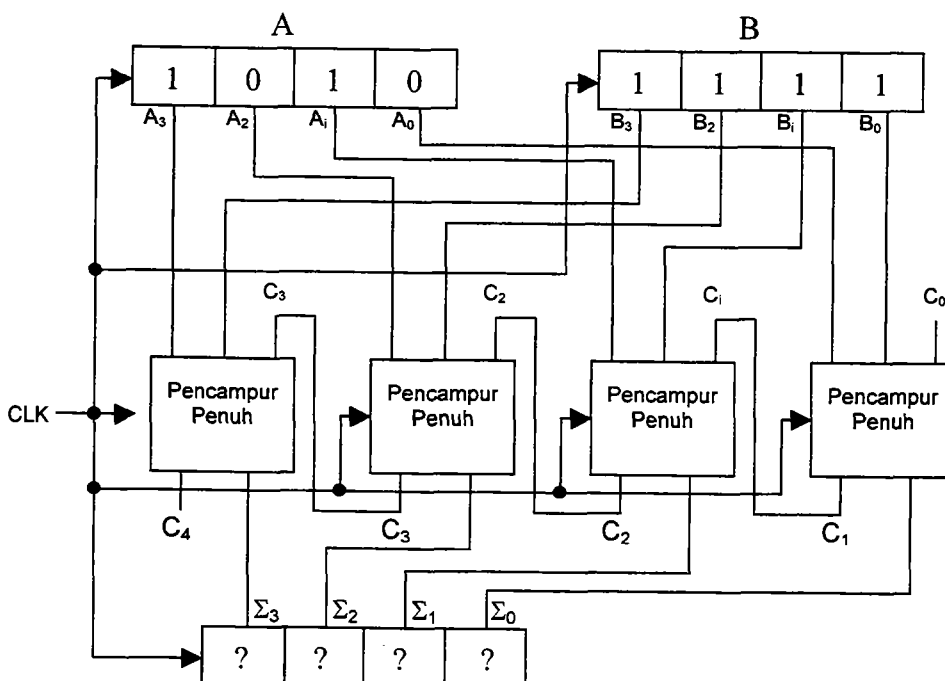 A B
1 0 1 0 1 1 1 1
A3 A2 Ai A0 B3 B2 Bi B0
C3 C2 Ci C0
Pencampur Penuh
Pencampur Penuh
Pencampur Penuh
Pencampur Penuh
CLK
C4 C3 C2 C1
Σ3 Σ2 Σ1 Σ0
? ? ? ?